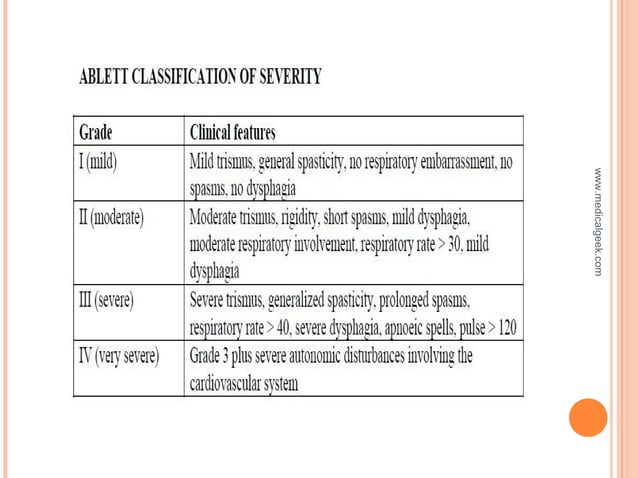 ABLETT CLASSIFICATION OF SEVERITY
Grade Clinical features
I (mild) Mild trismus, general spasticity, no respiratory embarrassment, no
spasms, no dysphagia
II (moderate) Moderate trismus, rigidity, short spasms, mild dysphagia,
moderate respiratory involvement, respiratory rate > 30, mild
dysphagia
III (severe) Severe trismus, generalized spasticity, prolonged spasms,
respiratory rate > 40, severe dysphagia, apnoeic spells, pulse > 120
IV (very severe) Grade 3 plus severe autonomic disturbances involving the
cardiovascular system
www.medicalgeek.com